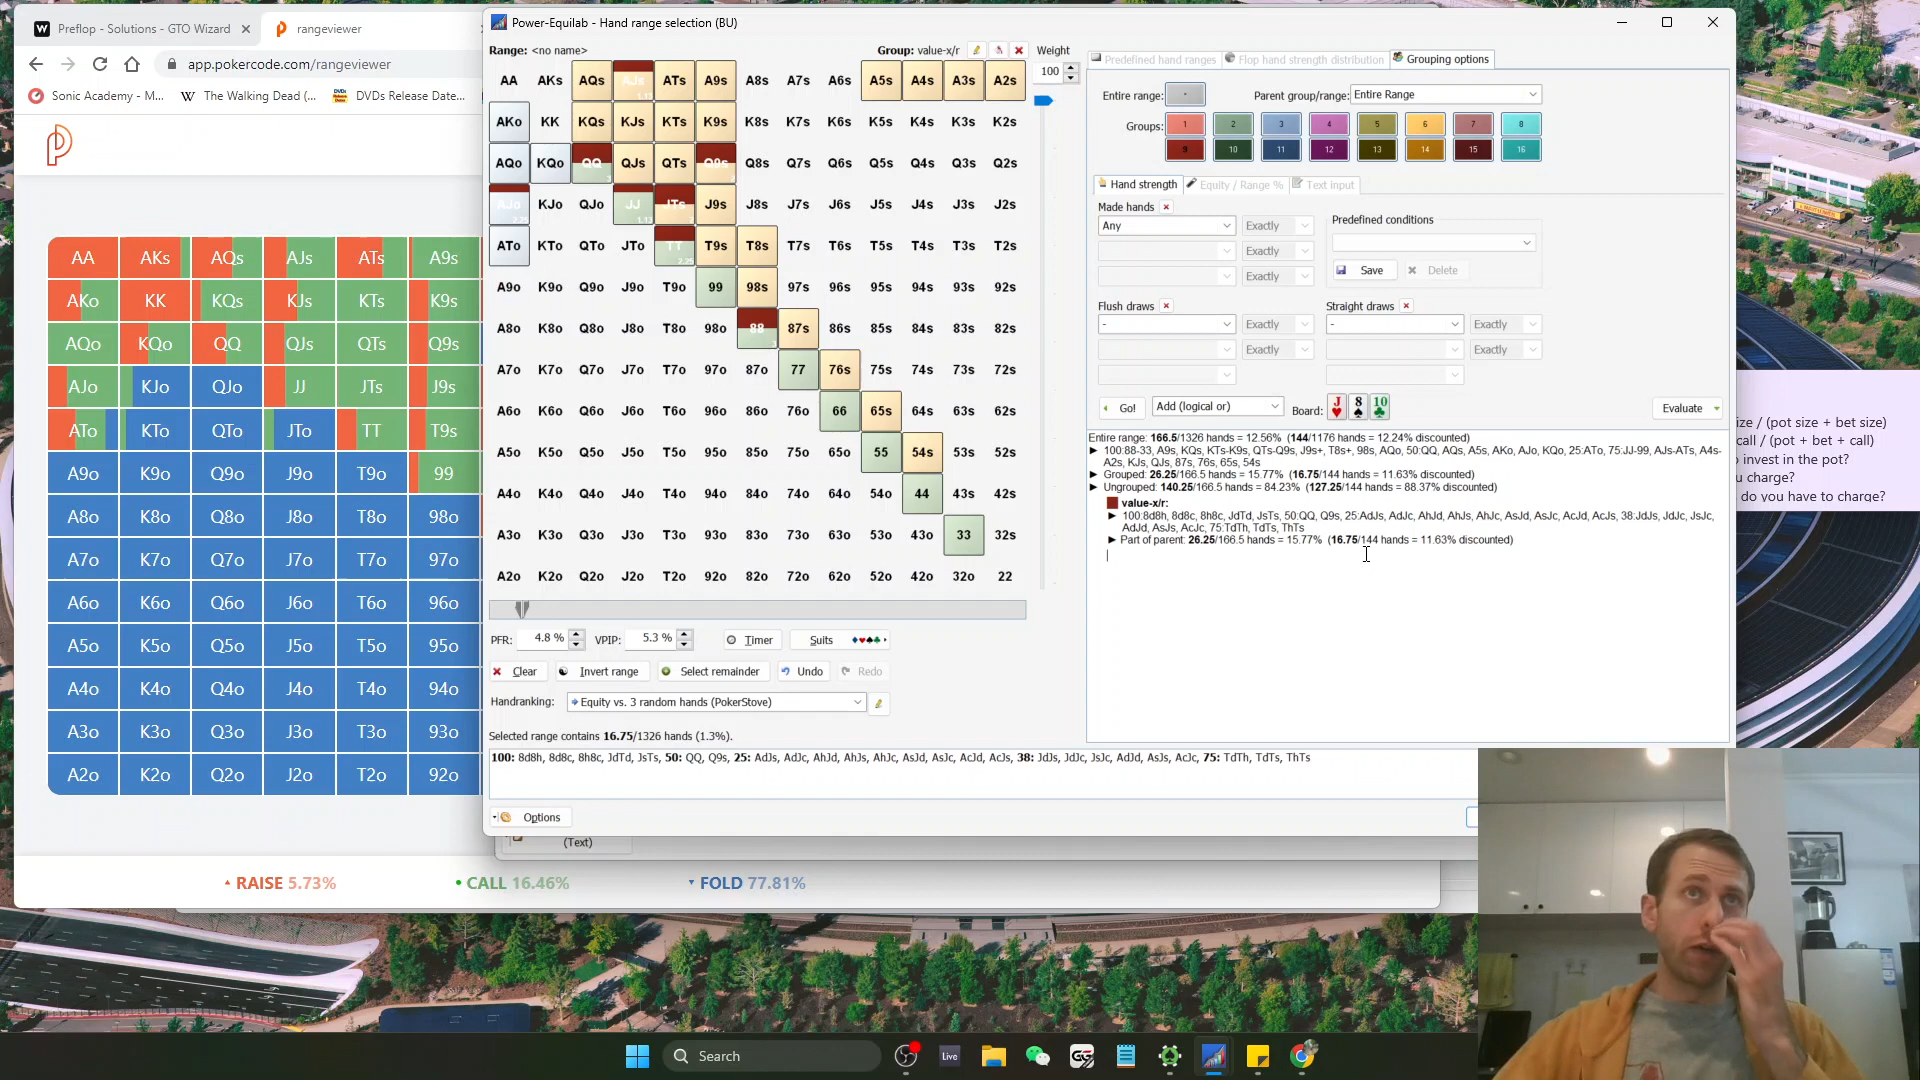 Preflop - Solutions - GTO Wizard
rangeviewer
app.pokercode.com/rangeviewer
Sonic Academy - M...
The Walking Dead (...
DVDs Release Date...
AA AKs AQs AJs ATs A9s
AKo KK KQs KJs KTs K9s
AQo KQo QQ QJs QTs Q9s
AJo KJo QJo JJ JTs J9s
ATo KTo QTo JTo TT T9s
A9o K9o Q9o J9o T9o 99
A8o K8o Q8o J8o T8o 98o
A7o K7o Q7o J7o T7o 97o
A6o K6o Q6o J6o T6o 96o
A5o K5o Q5o J5o T5o 95o
A4o K4o Q4o J4o T4o 94o
A3o K3o Q3o J3o T3o 93o
A2o K2o Q2o J2o T2o 92o
RAISE 5.73%
CALL 16.46%
FOLD 77.81%
Power-Equilab - Hand range selection (BU)
Range: <no name>
Group: value-x/r
Weight
100
AA AKs AQs AJs ATs A9s A8s A7s A6s A5s A4s A3s A2s
1.13
AKo KK KQs KJs KTs K9s K8s K7s K6s K5s K4s K3s K2s
AQo KQo QQ QJs QTs Q9s Q8s Q7s Q6s Q5s Q4s Q3s Q2s
3
AJo KJo QJo JJ JTs J9s J8s J7s J6s J5s J4s J3s J2s
2.25 1.13 2
ATo KTo QTo JTo TT T9s T8s T7s T6s T5s T4s T3s T2s
2.25
A9o K9o Q9o J9o T9o 99 98s 97s 96s 95s 94s 93s 92s
A8o K8o Q8o J8o T8o 98o 88 87s 86s 85s 84s 83s 82s
3
A7o K7o Q7o J7o T7o 97o 87o 77 76s 75s 74s 73s 72s
A6o K6o Q6o J6o T6o 96o 86o 76o 66 65s 64s 63s 62s
A5o K5o Q5o J5o T5o 95o 85o 75o 65o 55 54s 53s 52s
A4o K4o Q4o J4o T4o 94o 84o 74o 64o 54o 44 43s 42s
A3o K3o Q3o J3o T3o 93o 83o 73o 63o 53o 43o 33 32s
A2o K2o Q2o J2o T2o 92o 82o 72o 62o 52o 42o 32o 22
PFR: 4.8 % VPIP: 5.3 % Timer Suits
Clear Invert range Select remainder Undo Redo
Handranking: Equity vs. 3 random hands (PokerStove)
Selected range contains 16.75/1326 hands (1.3%).
100: 8d8h, 8d8c, 8h8c, JdTd, JsTs, 50: QQ, Q9s, 25: AdJs, AdJc, AhJd, AhJs, AhJc, AsJd, AsJc, AcJd, AcJs, 38: JdJs, JdJc, JsJc, AdJd, AsJs, AcJc, 75: TdTh, TdTs, ThTs
Options
(Text)
Predefined hand ranges
Flop hand strength distribution
Grouping options
Entire range: -
Parent group/range: Entire Range
Groups: 1 2 3 4 5 6 7 8
9 10 11 12 13 14 15 16
Hand strength
Equity / Range %
Text input
Made hands
Any
Exactly
Exactly
Exactly
Predefined conditions
Save
Delete
Flush draws
Straight draws
- Exactly - Exactly
Exactly Exactly
Go!
Add (logical or)
Board: J 8 10
Evaluate
Entire range: 166.5/1326 hands = 12.56% (144/1176 hands = 12.24% discounted)
100:88-33, A9s, KQs, KTs-K9s, QTs-Q9s, J9s+, T8s+, 98s, AQo, 50:QQ, AQs, A5s, AKo, AJo, KQo, 25:ATo, 75:JJ-99, AJs-ATs, A4s-
A2s, KJs, QJs, 87s, 76s, 65s, 54s
Grouped: 26.25/166.5 hands = 15.77% (16.75/144 hands = 11.63% discounted)
Ungrouped: 140.25/166.5 hands = 84.23% (127.25/144 hands = 88.37% discounted)
value-x/r:
100:8d8h, 8d8c, 8h8c, JdTd, JsTs, 50:QQ, Q9s, 25:AdJs, AdJc, AhJd, AhJs, AhJc, AsJd, AsJc, AcJd, AcJs, 38:JdJs, JdJc, JsJc,
AdJd, AsJs, AcJc, 75:TdTh, TdTs, ThTs
Part of parent: 26.25/166.5 hands = 15.77% (16.75/144 hands = 11.63% discounted)
ize / (pot size + bet size)
call / (pot + bet + call)
o invest in the pot?
u charge?
do you have to charge?
Search
Live